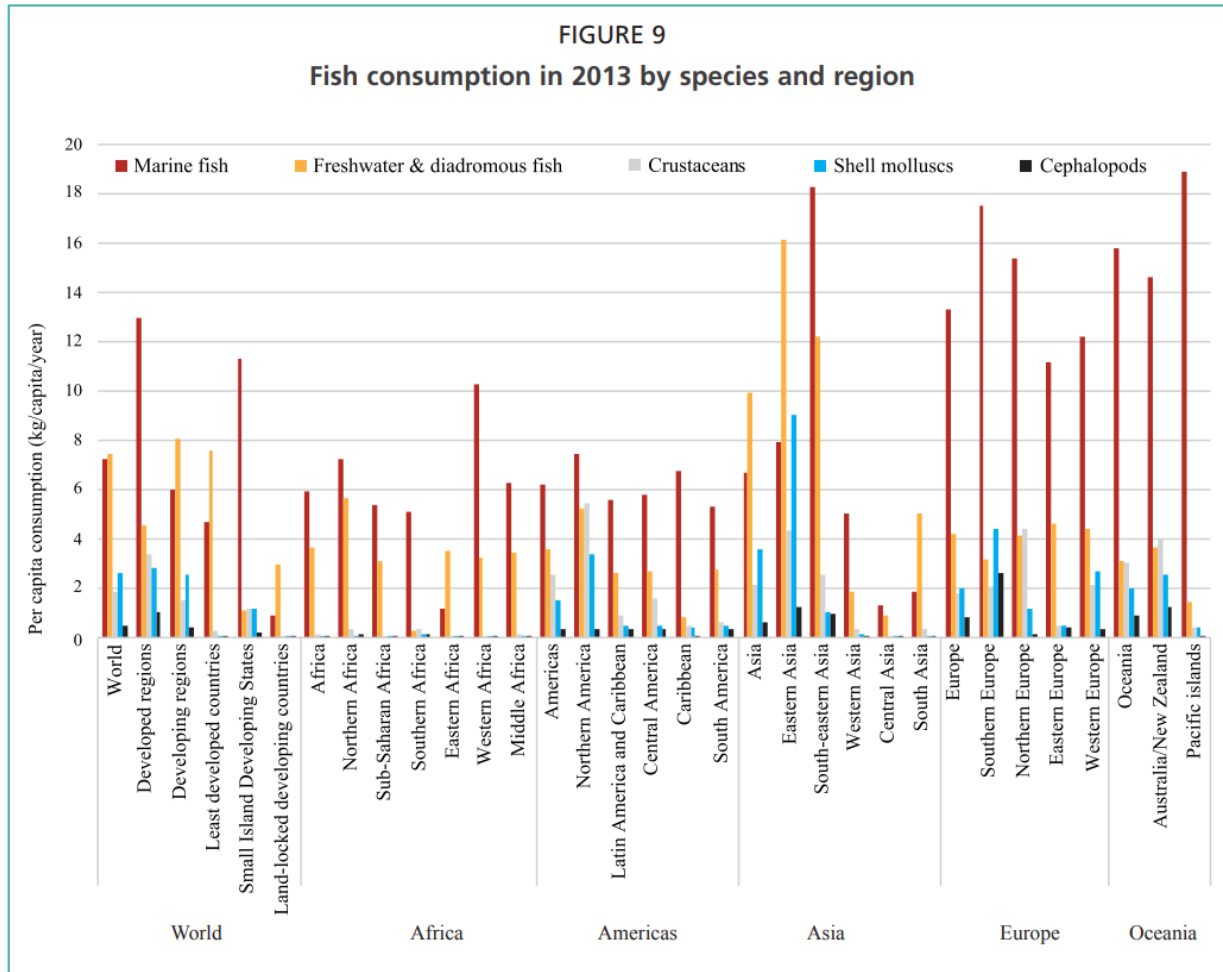 FIGURE 9
Fish consumption in 2013 by species and region
Per capita consumption (kg/capita/year)
20
18
16
14
12
10
8
6
4
2
0
Marine fish
Freshwater & diadromous fish
Crustaceans
Shell molluscs
Cephalopods
World
Developed regions
Developing regions
Least developed countries
Small Island Developing States
Land-locked developing countries
Africa
Northern Africa
Sub-Saharan Africa
Southern Africa
Eastern Africa
Western Africa
Middle Africa
Americas
Northern America
Latin America and Caribbean
Central America
Caribbean
South America
Asia
Eastern Asia
South-eastern Asia
Western Asia
Central Asia
South Asia
Europe
Southern Europe
Northern Europe
Eastern Europe
Western Europe
Oceania
Australia/New Zealand
Pacific islands
World
Africa
Americas
Asia
Europe
Oceania